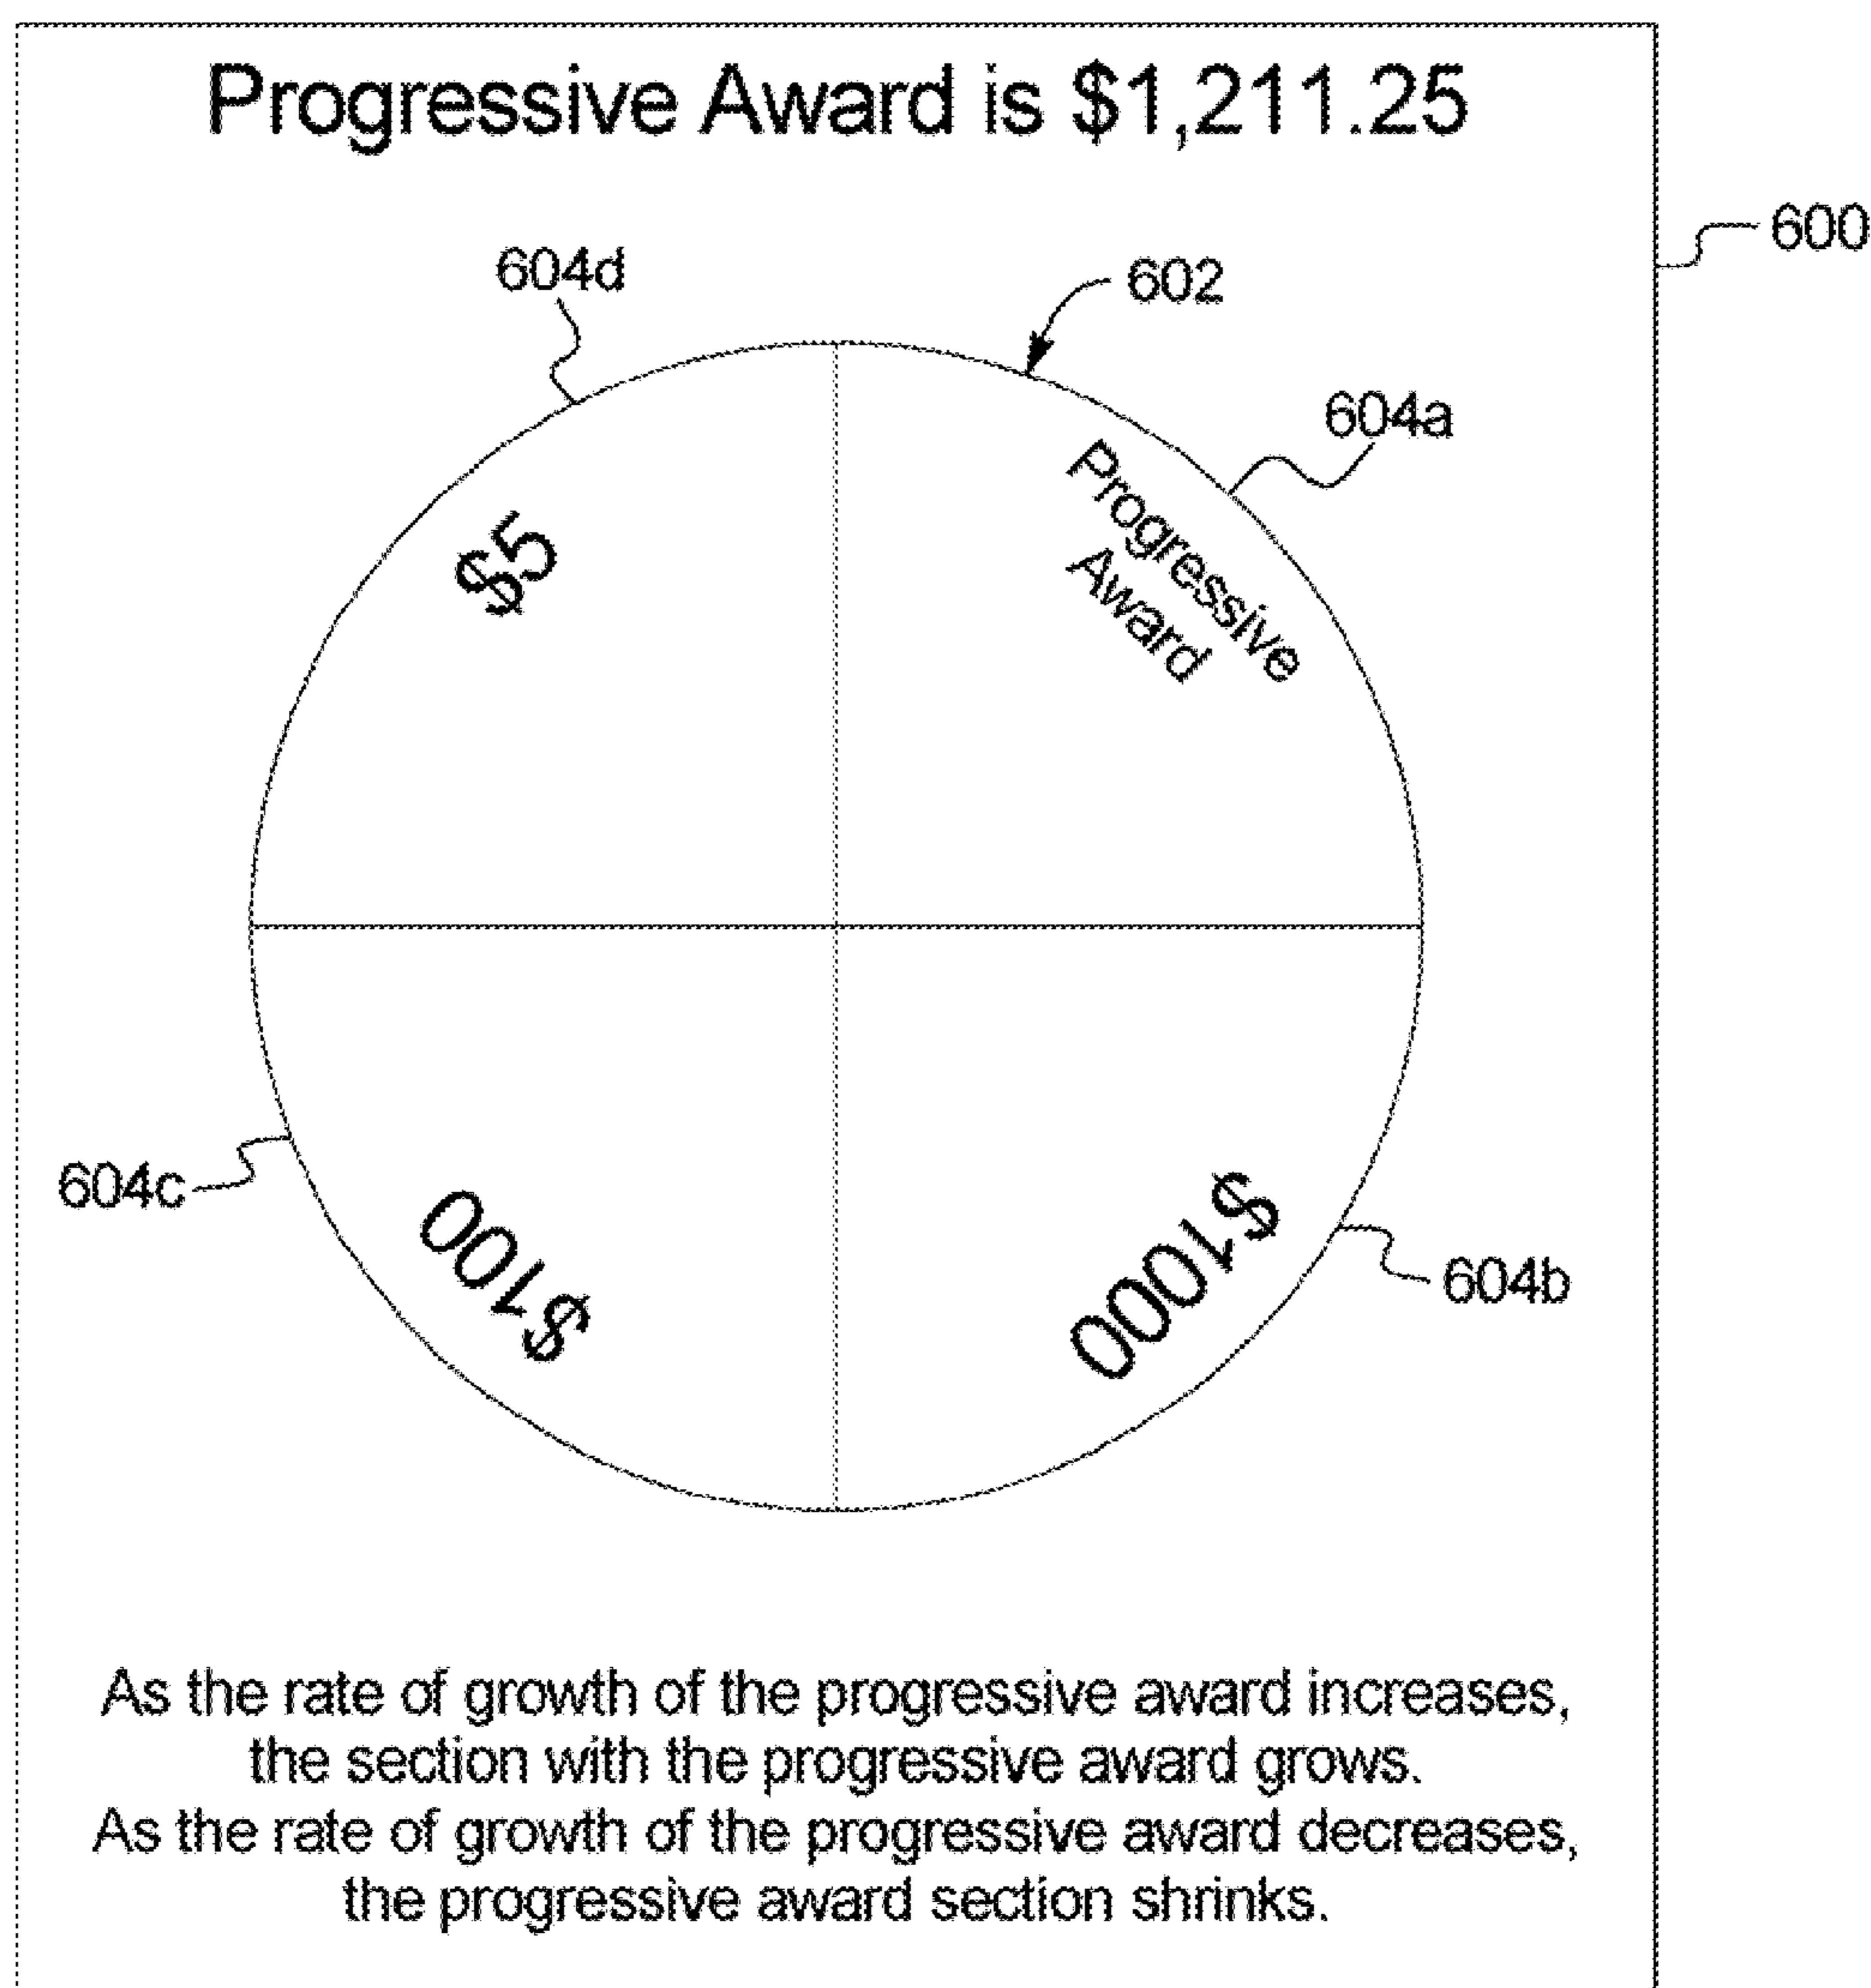 Progressive Award is $1,211.25
600
604d
602
604a
$5
Progressive
Award
604c
$100
$1000
604b
As the rate of growth of the progressive award increases,
the section with the progressive award grows.
As the rate of growth of the progressive award decreases,
the progressive award section shrinks.